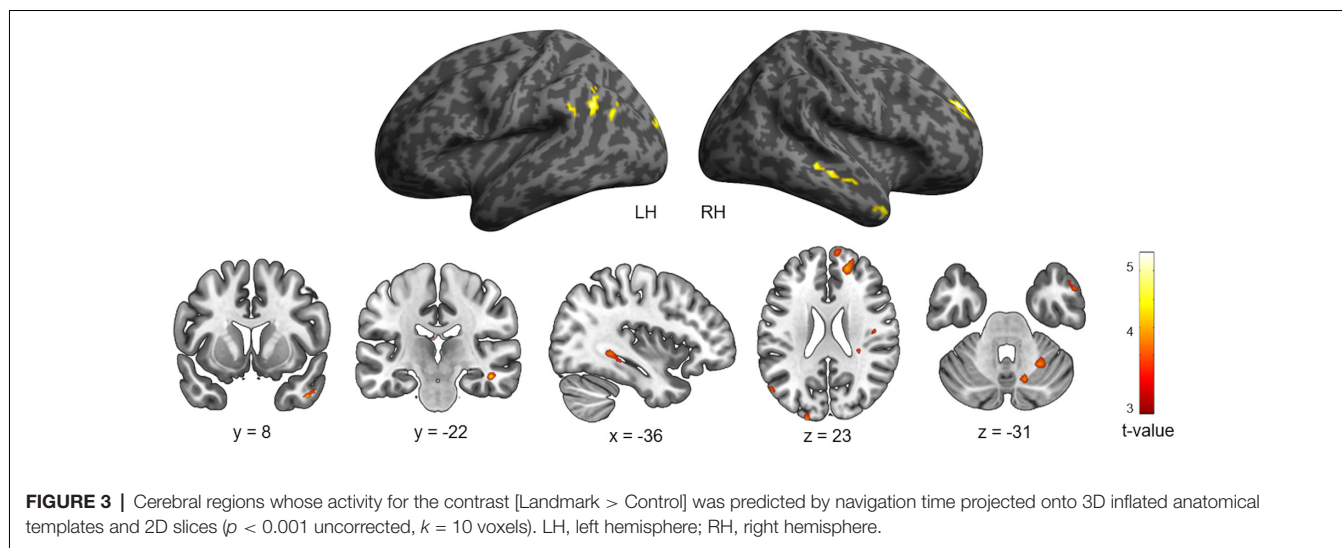 LH RH
5
4
3
t-value
y = 8 y = -22 x = -36 z = 23 z = -31
FIGURE 3 | Cerebral regions whose activity for the contrast [Landmark > Control] was predicted by navigation time projected onto 3D inflated anatomical
templates and 2D slices (p < 0.001 uncorrected, k = 10 voxels). LH, left hemisphere; RH, right hemisphere.